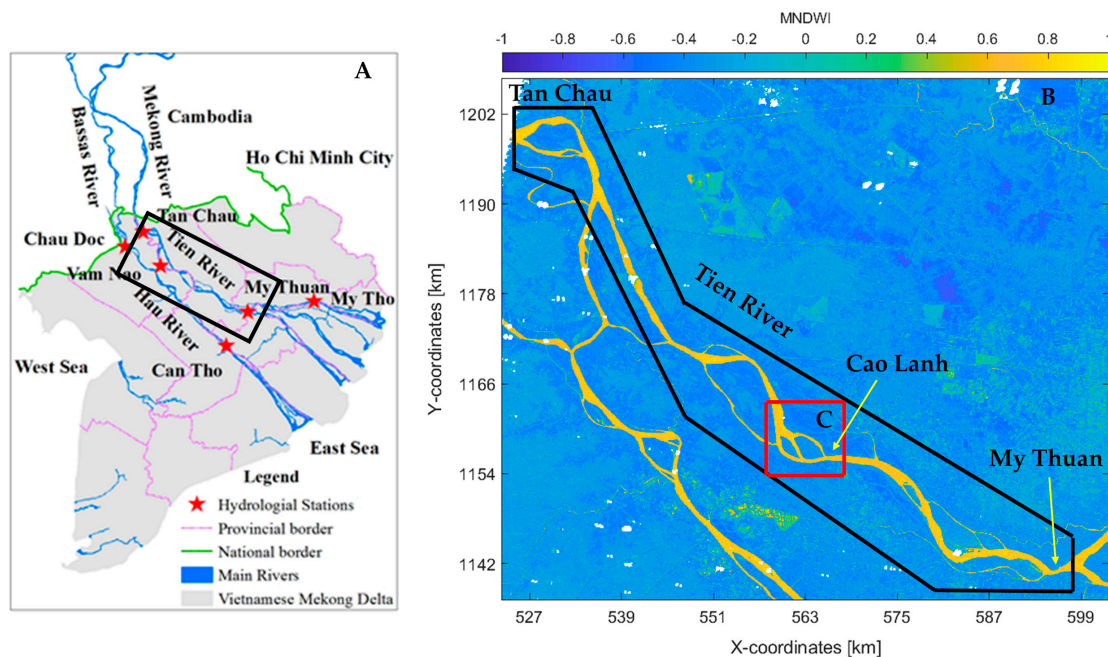 A
Cambodia
Bassas River
Mekong River
Ho Chi Minh City
Tan Chau
Chau Doc
Tien River
Vam Nao
My Thuan
My Tho
Hau River
West Sea
Can Tho
East Sea
Legend
Hydrologial Stations
Provincial border
National border
Main Rivers
Vietnamese Mekong Delta
MNDWI
-1 -0.8 -0.6 -0.4 -0.2 0 0.2 0.4 0.6 0.8 1
Tan Chau
B
Tien River
Cao Lanh
C
My Thuan
Y-coordinates [km]
1202
1190
1178
1166
1154
1142
527 539 551 563 575 587 599
X-coordinates [km]